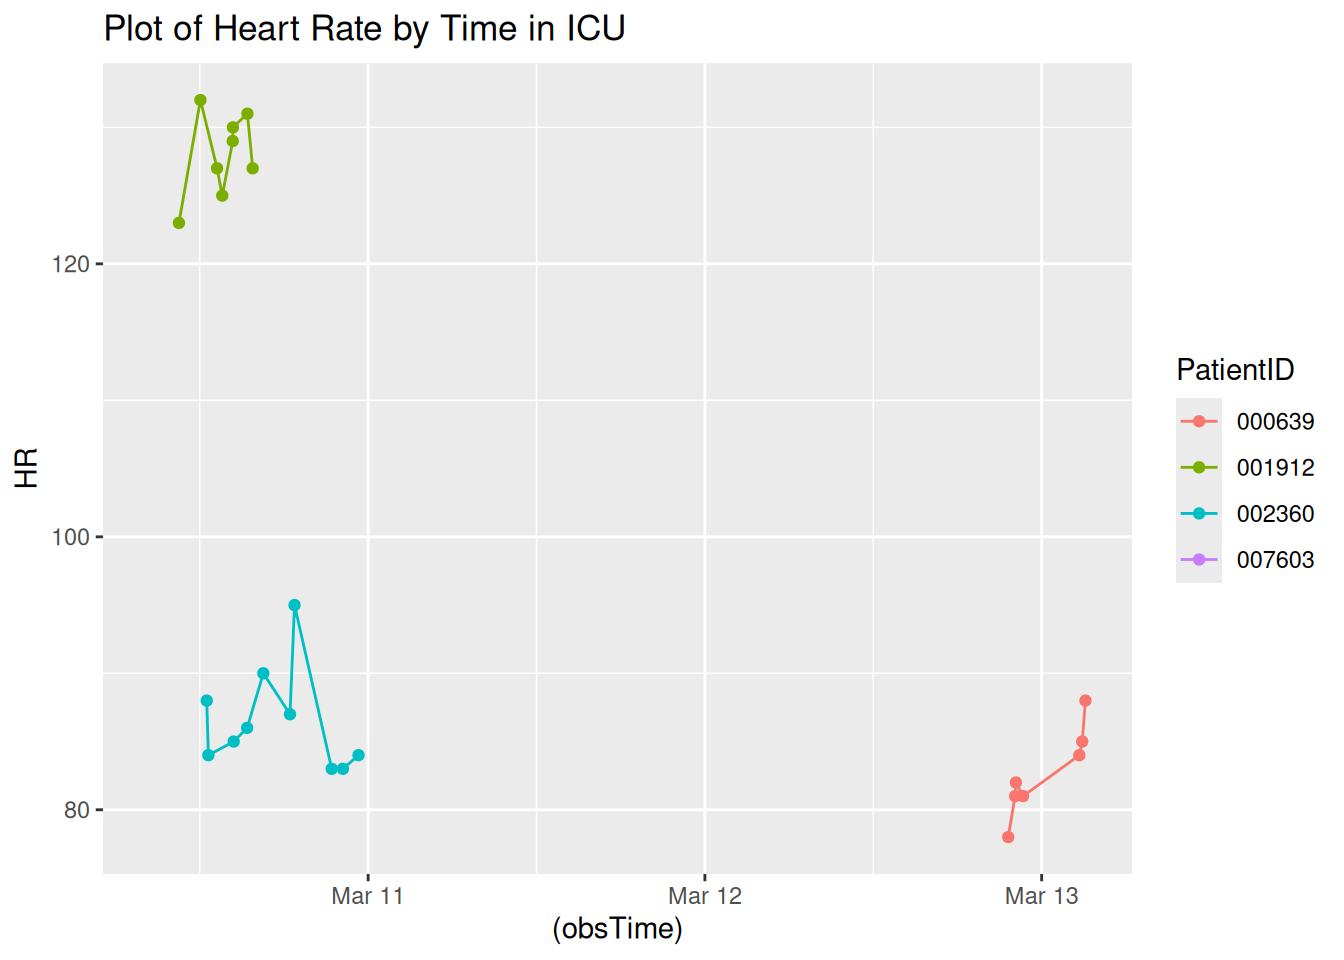 Plot of Heart Rate by Time in ICU
120
100
80
HR
Mar 11
Mar 12
Mar 13
(obsTime)
PatientID
000639
001912
002360
007603